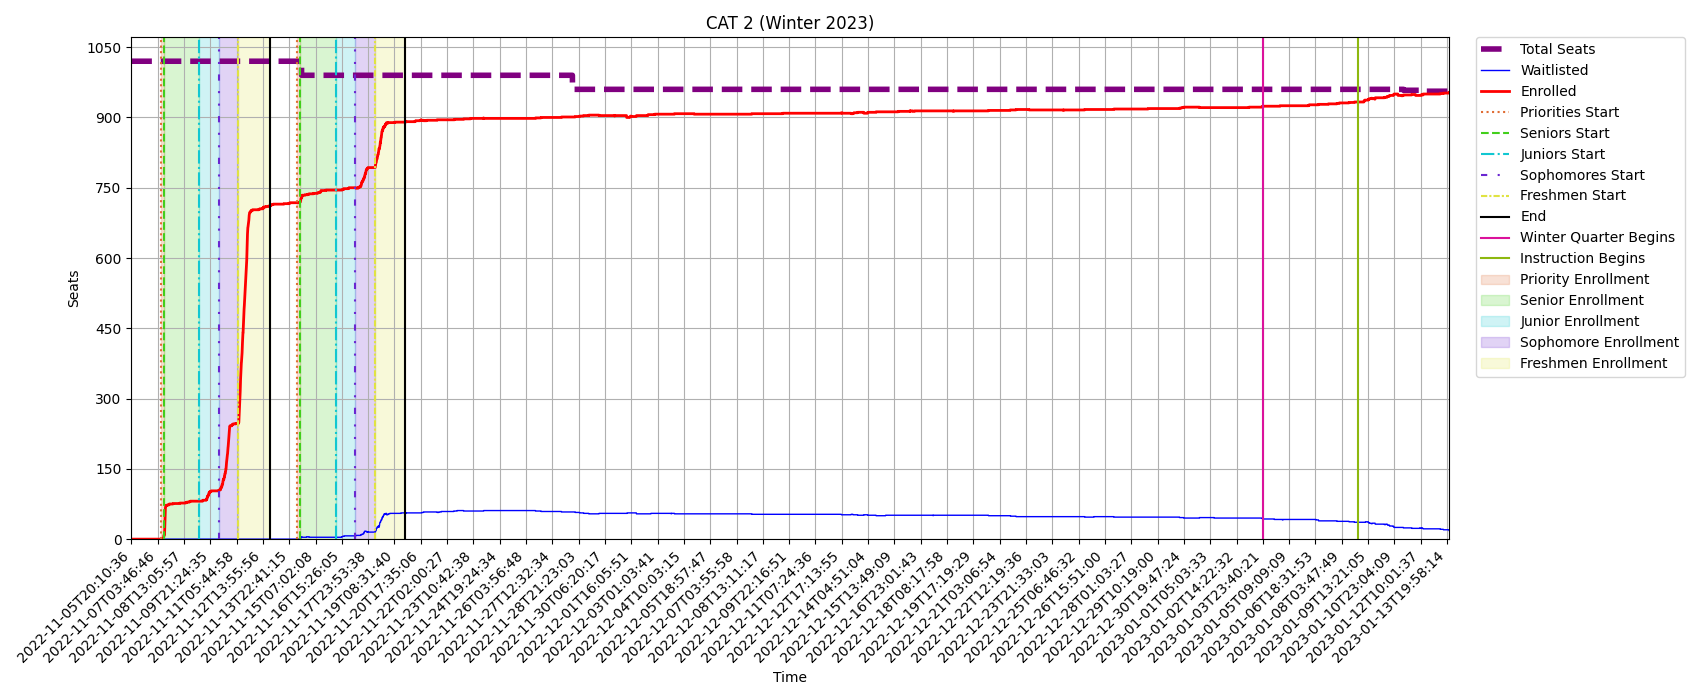 CAT 2 (Winter 2023)
1050
900
750
600
450
300
150
0
Seats
2022-11-05T20:10:36
2022-11-07T03:46:46
2022-11-08T13:05:57
2022-11-09T21:24:35
2022-11-11T05:44:58
2022-11-12T13:55:56
2022-11-13T22:41:15
2022-11-15T07:02:08
2022-11-16T15:26:05
2022-11-17T23:53:38
2022-11-19T08:31:40
2022-11-20T17:35:06
2022-11-22T02:00:27
2022-11-23T10:42:38
2022-11-24T19:24:34
2022-11-26T03:56:48
2022-11-27T12:32:34
2022-11-28T21:23:03
2022-11-30T06:20:17
2022-12-01T16:05:51
2022-12-03T01:03:41
2022-12-04T10:03:15
2022-12-05T18:57:47
2022-12-07T03:55:58
2022-12-08T13:11:17
2022-12-09T22:16:51
2022-12-11T07:24:36
2022-12-12T17:13:55
2022-12-14T04:51:04
2022-12-15T13:49:09
2022-12-16T23:01:43
2022-12-18T08:17:58
2022-12-19T17:19:29
2022-12-21T03:06:54
2022-12-22T12:19:36
2022-12-23T21:33:03
2022-12-25T06:46:32
2022-12-26T15:51:00
2022-12-28T01:03:27
2022-12-29T10:19:00
2022-12-30T19:47:24
2023-01-01T05:03:33
2023-01-02T14:22:32
2023-01-03T23:40:21
2023-01-05T09:09:09
2023-01-06T18:31:53
2023-01-08T03:47:49
2023-01-09T13:21:05
2023-01-10T23:04:09
2023-01-12T10:01:37
2023-01-13T19:58:14
Time
Total Seats
Waitlisted
Enrolled
Priorities Start
Seniors Start
Juniors Start
Sophomores Start
Freshmen Start
End
Winter Quarter Begins
Instruction Begins
Priority Enrollment
Senior Enrollment
Junior Enrollment
Sophomore Enrollment
Freshmen Enrollment